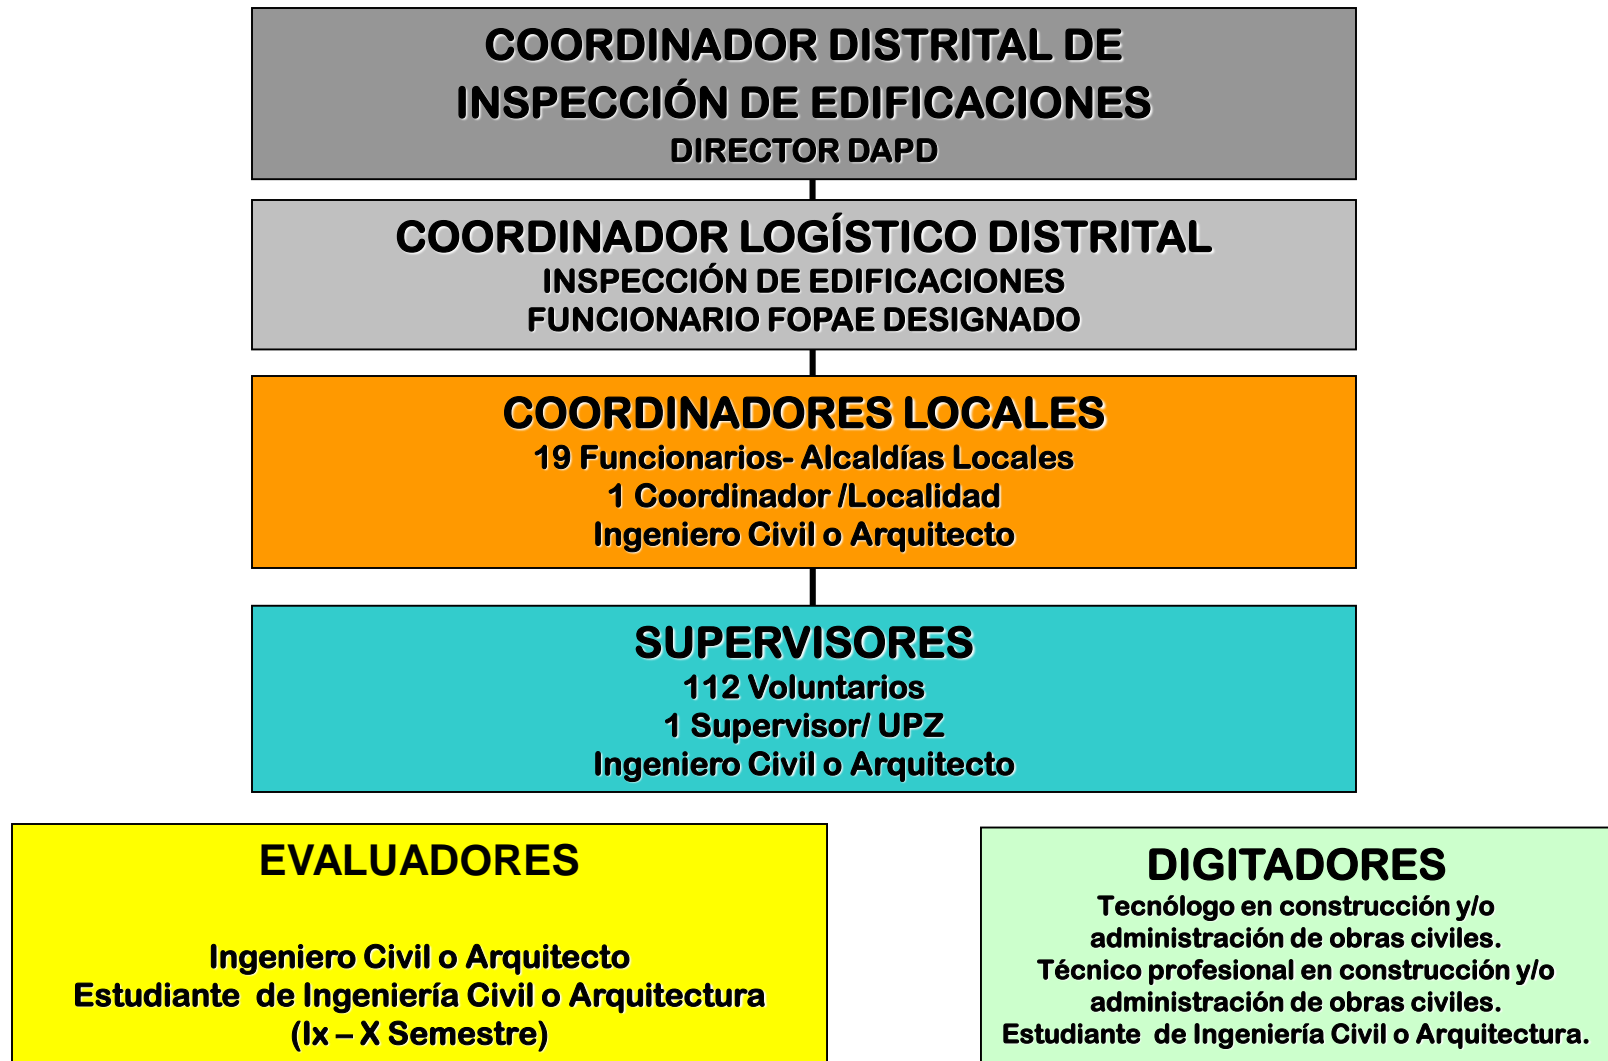 COORDINADOR DISTRITAL DE
INSPECCIÓN DE EDIFICACIONES
DIRECTOR DAPD
COORDINADOR LOGÍSTICO DISTRITAL
INSPECCIÓN DE EDIFICACIONES
FUNCIONARIO FOPAE DESIGNADO
COORDINADORES LOCALES
19 Funcionarios- Alcaldías Locales
1 Coordinador /Localidad
Ingeniero Civil o Arquitecto
SUPERVISORES
112 Voluntarios
1 Supervisor/ UPZ
Ingeniero Civil o Arquitecto
EVALUADORES
Ingeniero Civil o Arquitecto
Estudiante  de Ingeniería Civil o Arquitectura
(Ix – X Semestre)
DIGITADORES
Tecnólogo en construcción y/o
administración de obras civiles.
Técnico profesional en construcción y/o
administración de obras civiles.
Estudiante  de Ingeniería Civil o Arquitectura.